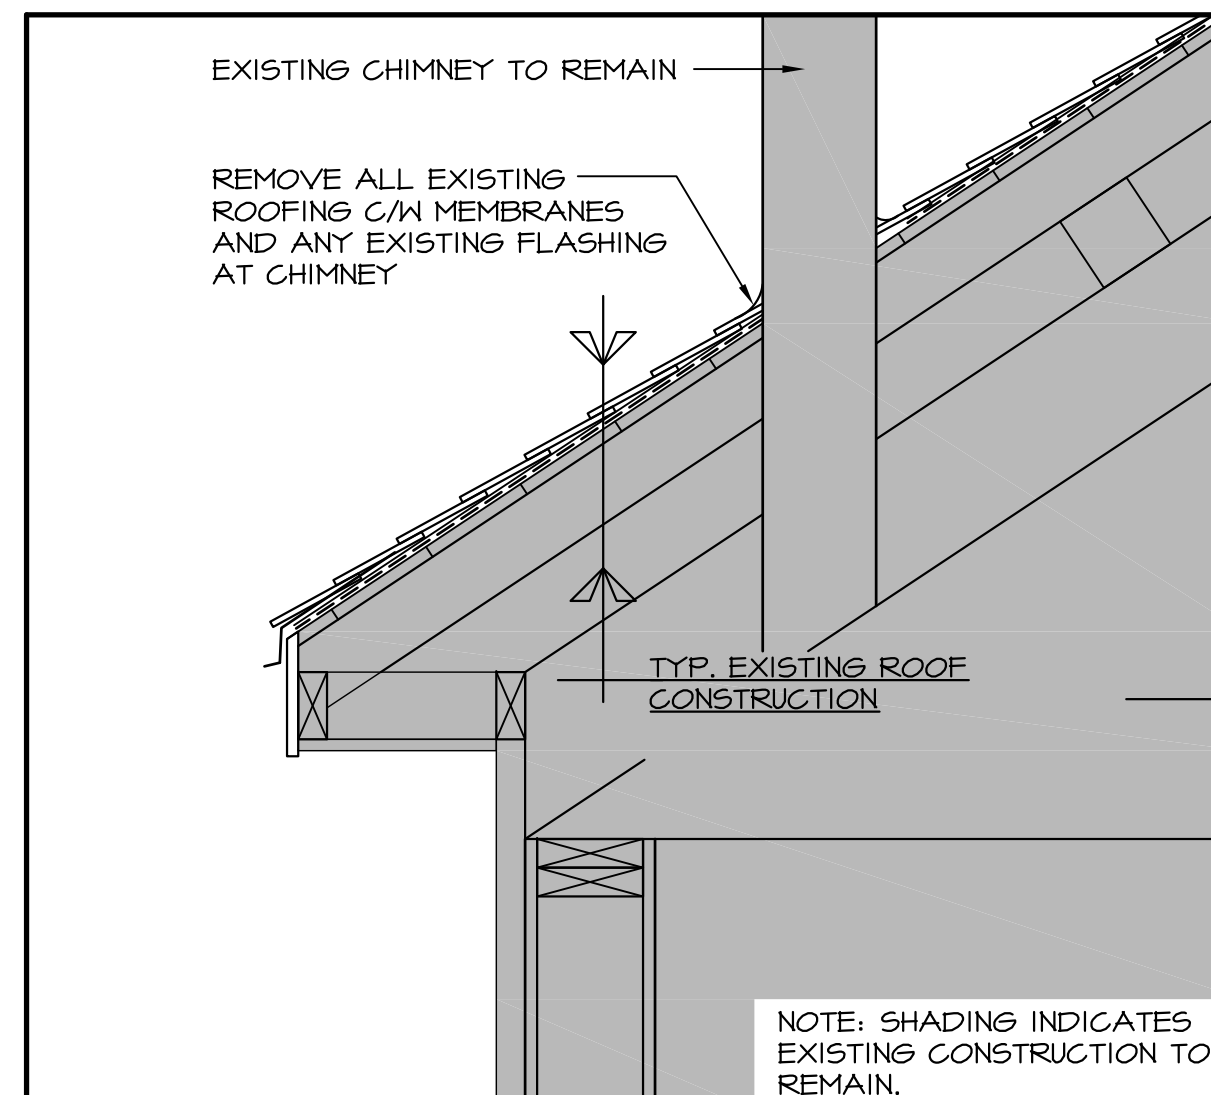 EXISTING CHIMNEY TO REMAIN
REMOVE ALL EXISTING
ROOFING C/W MEMBRANES
AND ANY EXISTING FLASHING
AT CHIMNEY
TYP. EXISTING ROOF
CONSTRUCTION
NOTE: SHADING INDICATES
EXISTING CONSTRUCTION TO
REMAIN.